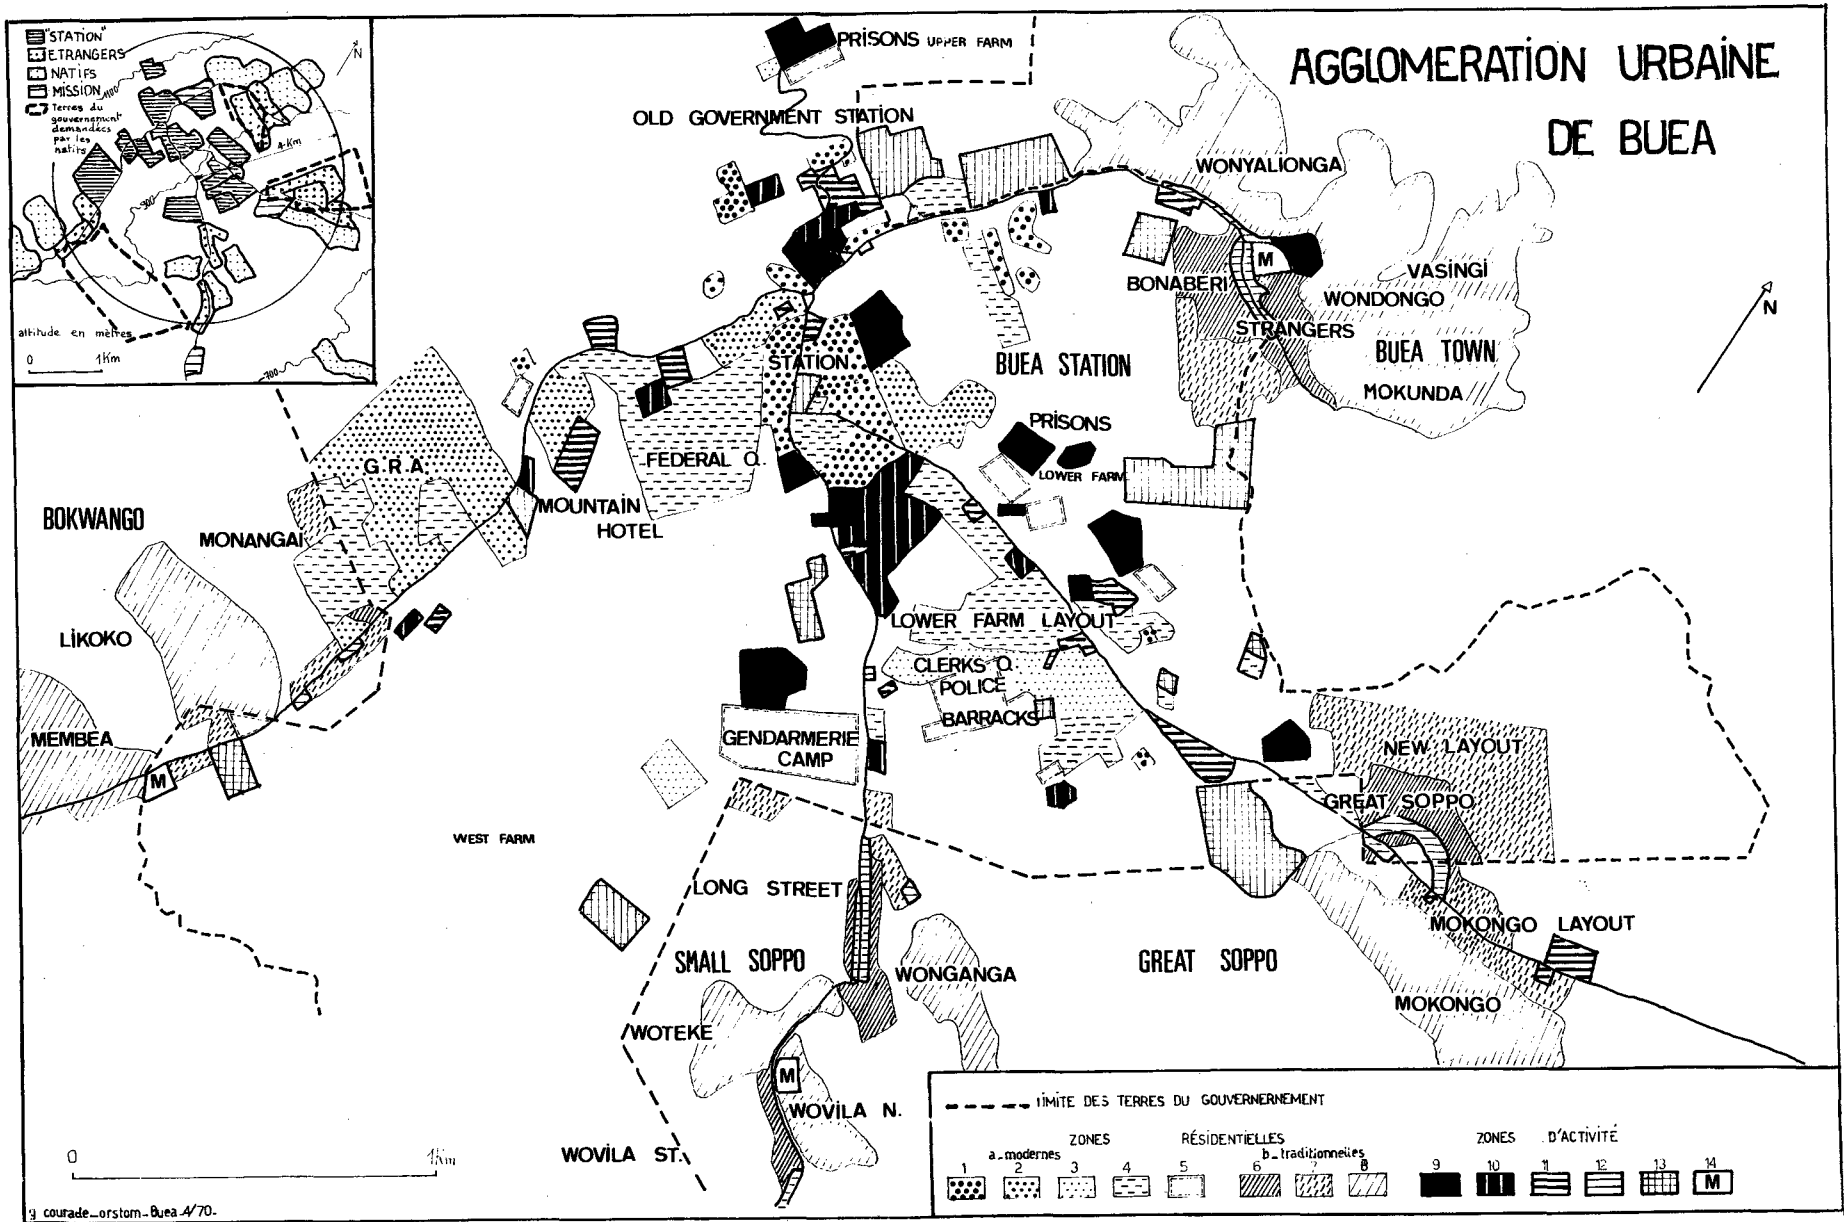 "STATION"
ETRANGERS
NATIFS
MISSION
Terres du
gouvernement
demandées
par les
natifs
1100
900
700
4 Km
N
altitude en mètres
0 1Km
AGGLOMERATION URBAINE
DE BUEA
PRISONS UPPER FARM
OLD GOVERNMENT STATION
WONYALIONGA
M
BONABERI
VASINGI
WONDONGO
STRANGERS
BUEA TOWN
MOKUNDA
N
STATION
BUEA STATION
PRISONS
LOWER FARM
G.R.A.
FEDERAL Q.
MOUNTAIN
HOTEL
BOKWANGO
MONANGAI
LIKOKO
MEMBEA
M
LOWER FARM LAYOUT
CLERKS Q.
POLICE
BARRACKS
GENDARMERIE
CAMP
NEW LAYOUT
GREAT SOPPO
WEST FARM
LONG STREET
MOKONGO LAYOUT
SMALL SOPPO
WONGANGA
GREAT SOPPO
MOKONGO
WOTEKE
M
WOVILA N.
WOVILA ST.
0 1Km
LIMITE DES TERRES DU GOUVERNERNEMENT
ZONES RÉSIDENTIELLES
a_modernes b_traditionnelles
ZONES D'ACTIVITÉ
1 2 3 4 5 6 7 8 9 10 11 12 13 14
M
g courade_orstom_Buea_4/70-